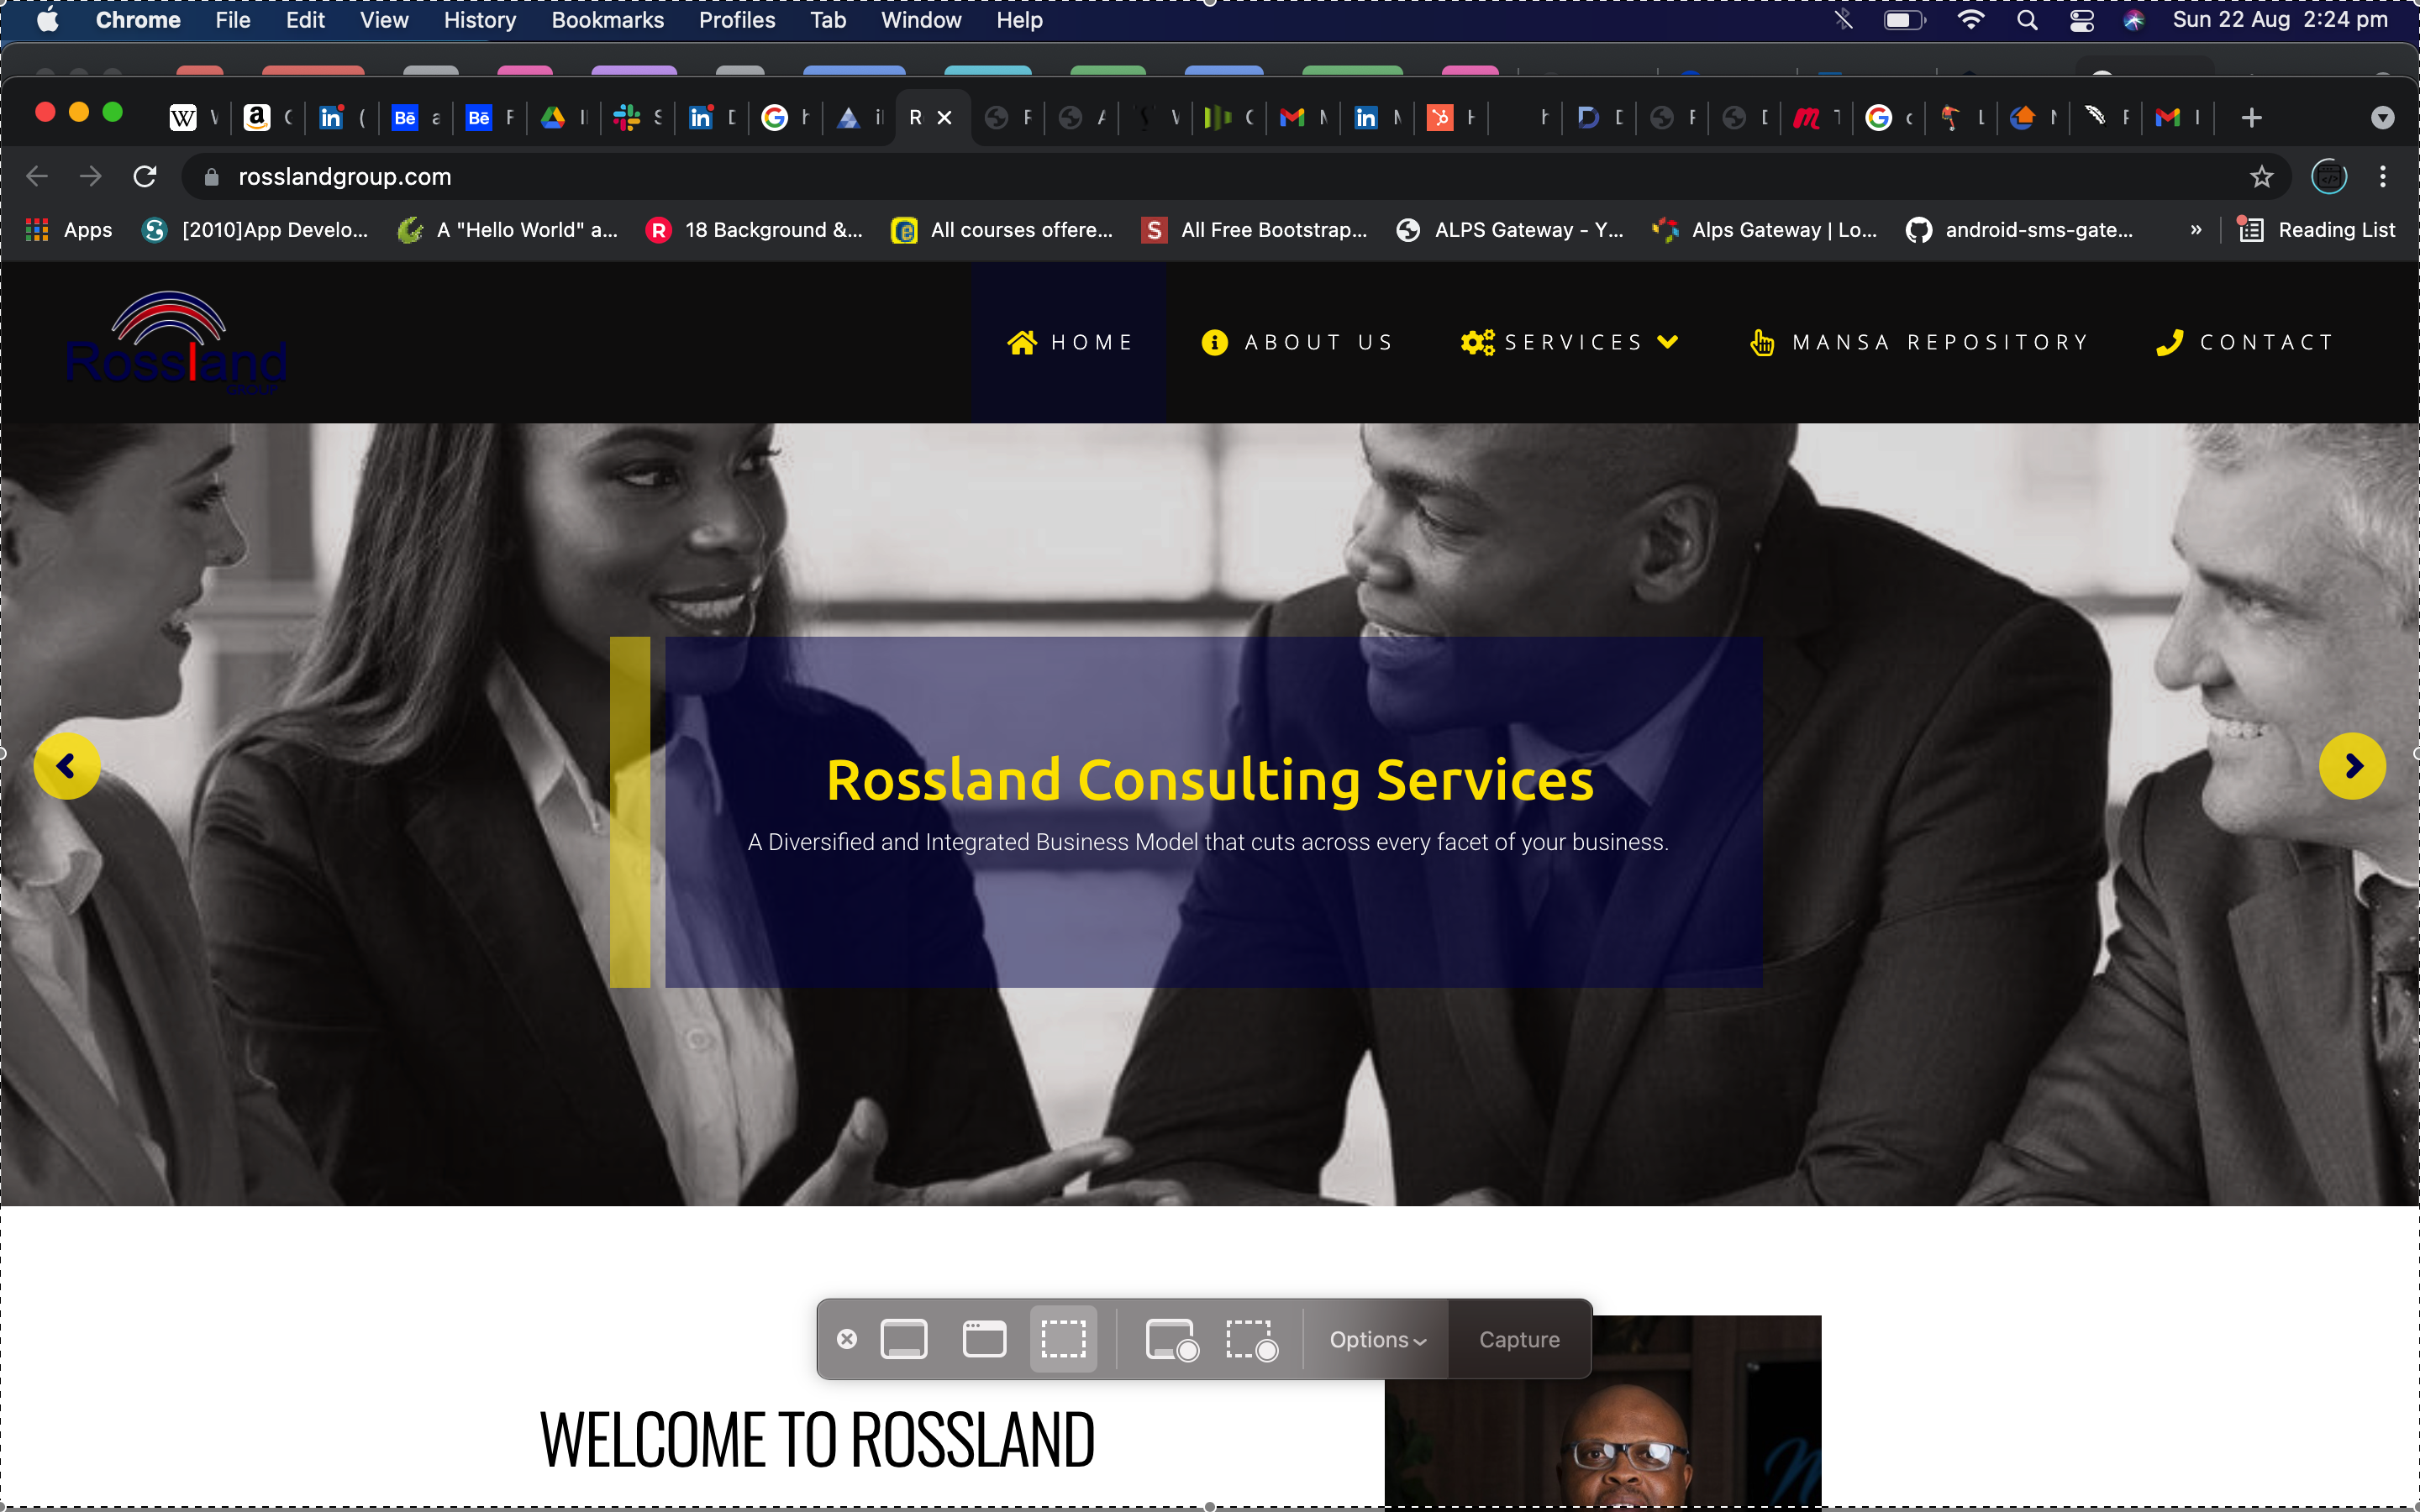 Chrome File Edit View History Bookmarks Profiles Tab Window Help Sun 22 Aug 2:24 pm
rosslandgroup.com
Apps [2010]App Develo... A "Hello World" a... 18 Background &... All courses offere... All Free Bootstrap... ALPS Gateway - Y... Alps Gateway | Lo... android-sms-gate... » Reading List
Rossland
GROUP
HOME ABOUT US SERVICES MANSA REPOSITORY CONTACT
Rossland Consulting Services
A Diversified and Integrated Business Model that cuts across every facet of your business.
Options Capture
WELCOME TO ROSSLAND